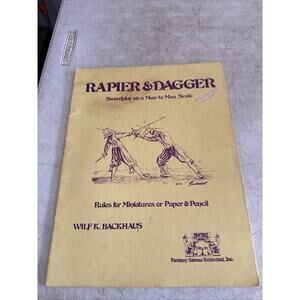 RAPIER & DAGGER
Swordplay on a Man-to-Man Scale
Rules for Miniatures or Paper & Pencil
WILF K. BACKHAUS
Fantasy Games Unlimited, Inc.